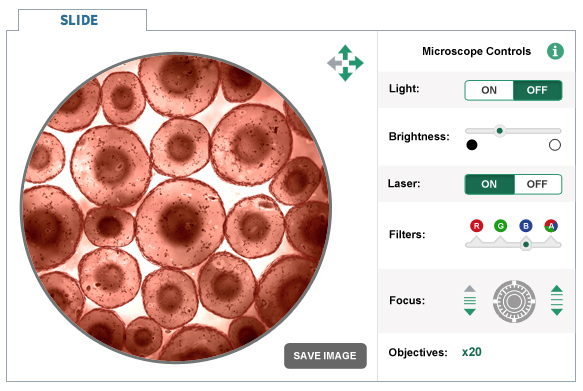 SLIDE
Microscope Controls i
Light: ON OFF
Brightness:
Laser: ON OFF
R G B A
Filters:
Focus:
Objectives: x20
SAVE IMAGE